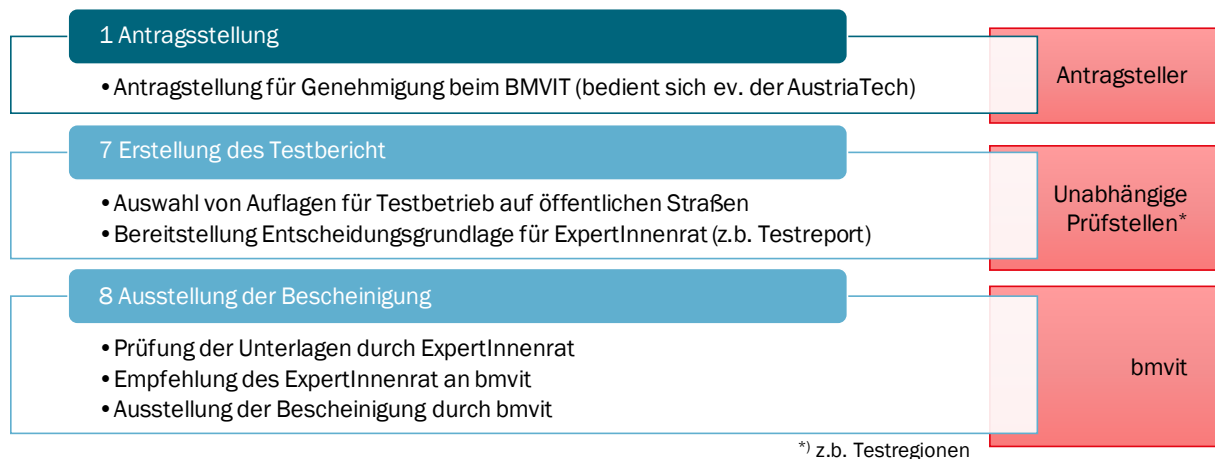 1 Antragsstellung
• Antragstellung für Genehmigung beim BMVIT (bedient sich ev. der AustriaTech)
Antragsteller
7 Erstellung des Testbericht
• Auswahl von Auflagen für Testbetrieb auf öffentlichen Straßen
• Bereitstellung Entscheidungsgrundlage für ExpertInnenrat (z.b. Testreport)
Unabhängige
Prüfstellen*
8 Ausstellung der Bescheinigung
• Prüfung der Unterlagen durch ExpertInnenrat
• Empfehlung des ExpertInnenrat an bmvit
• Ausstellung der Bescheinigung durch bmvit
bmvit
*) z.b. Testregionen